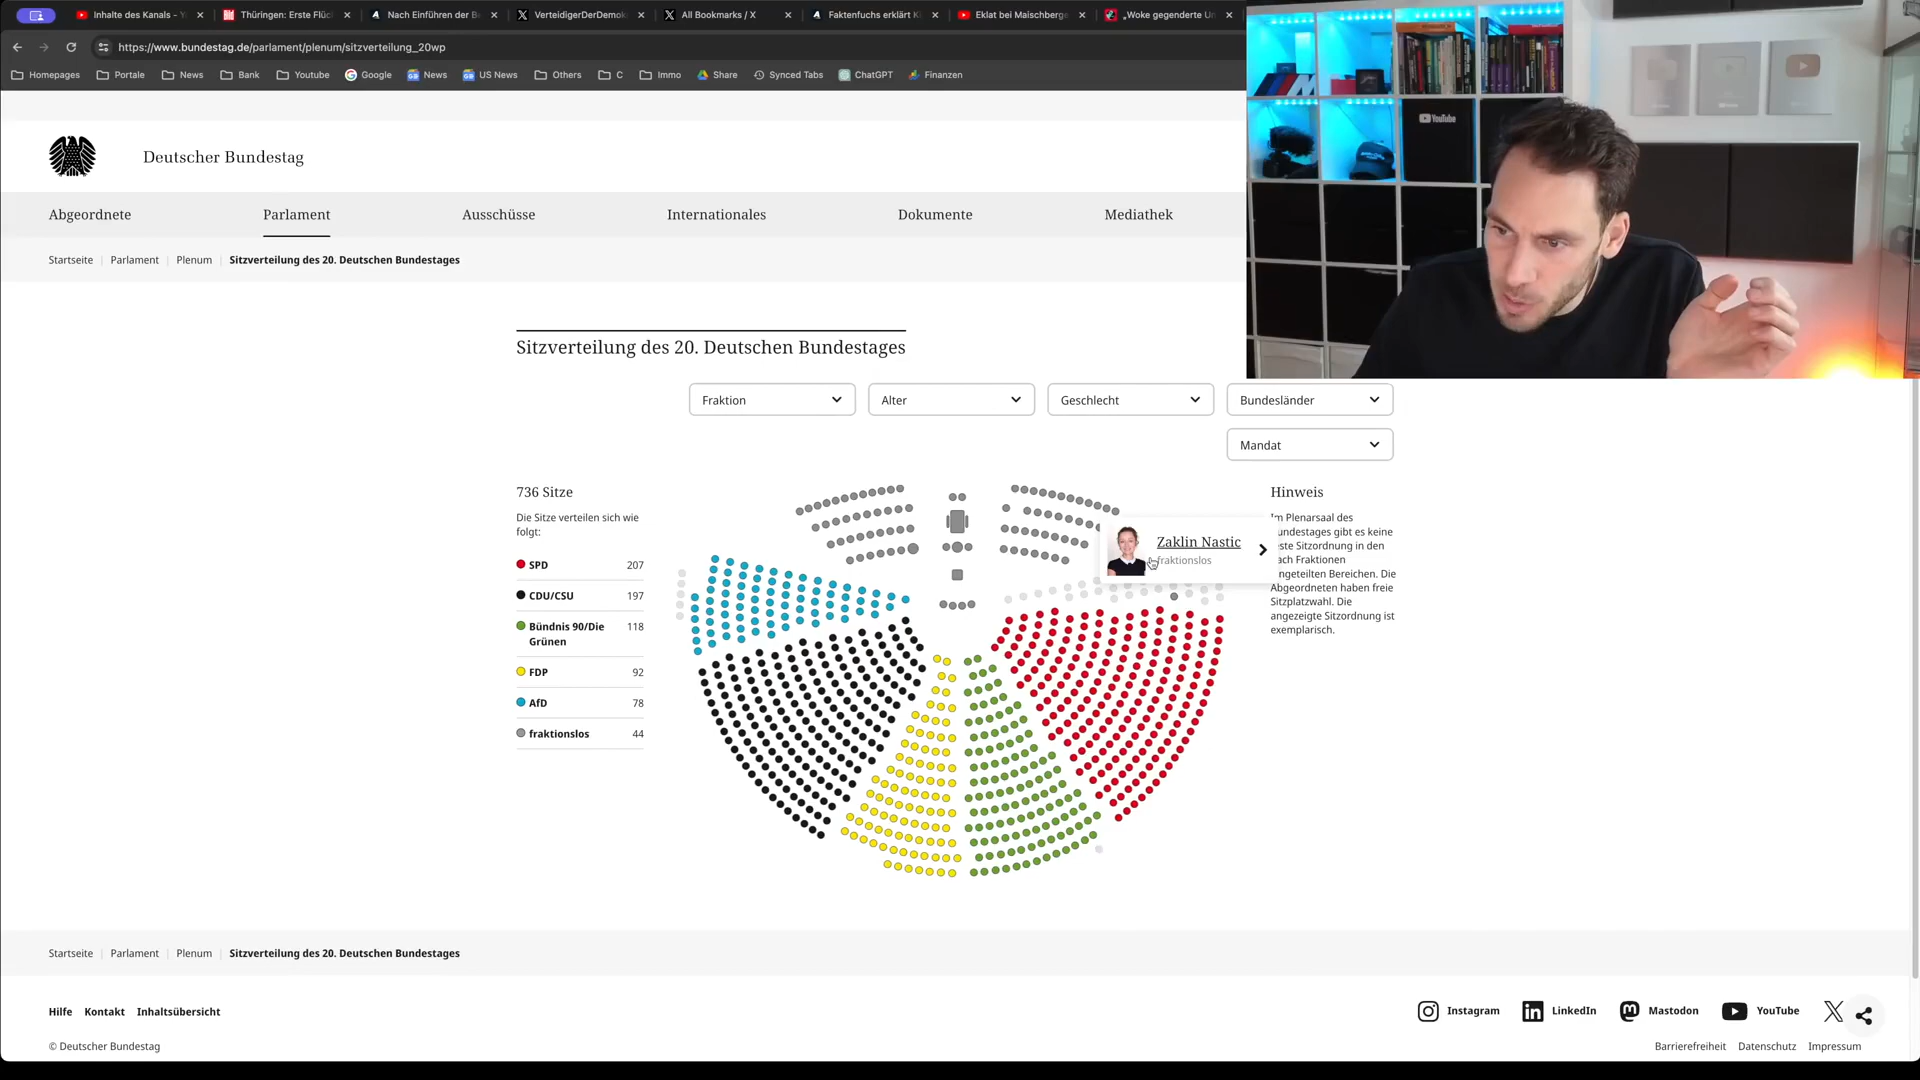 Inhalte des Kanals - Y
Thüringen: Erste Flüc
Nach Einführen der Be
VerteidigerDerDemok
All Bookmarks / X
Faktenfuchs erklärt K
Eklat bei Maischberge
„Woke gegenderte Un
https://www.bundestag.de/parlament/plenum/sitzverteilung_20wp
Homepages
Portale
News
Bank
Youtube
Google
News
US News
Others
C
Immo
Share
Synced Tabs
ChatGPT
Finanzen
YouTube
Deutscher Bundestag
Abgeordnete
Parlament
Ausschüsse
Internationales
Dokumente
Mediathek
Startseite
Parlament
Plenum
Sitzverteilung des 20. Deutschen Bundestages
Sitzverteilung des 20. Deutschen Bundestages
Fraktion
Alter
Geschlecht
Bundesländer
Mandat
736 Sitze
Die Sitze verteilen sich wie
folgt:
SPD 207
CDU/CSU 197
Bündnis 90/Die
Grünen 118
FDP 92
AfD 78
fraktionslos 44
Zaklin Nastic
fraktionslos
Hinweis
Im Plenarsaal des
undestages gibt es keine
este Sitzordnung in den
ach Fraktionen
ngeteilten Bereichen. Die
Abgeordneten haben freie
Sitzplatzwahl. Die
angezeigte Sitzordnung ist
exemplarisch.
Startseite
Parlament
Plenum
Sitzverteilung des 20. Deutschen Bundestages
Hilfe
Kontakt
Inhaltsübersicht
Instagram
LinkedIn
Mastodon
YouTube
© Deutscher Bundestag
Barrierefreiheit
Datenschutz
Impressum